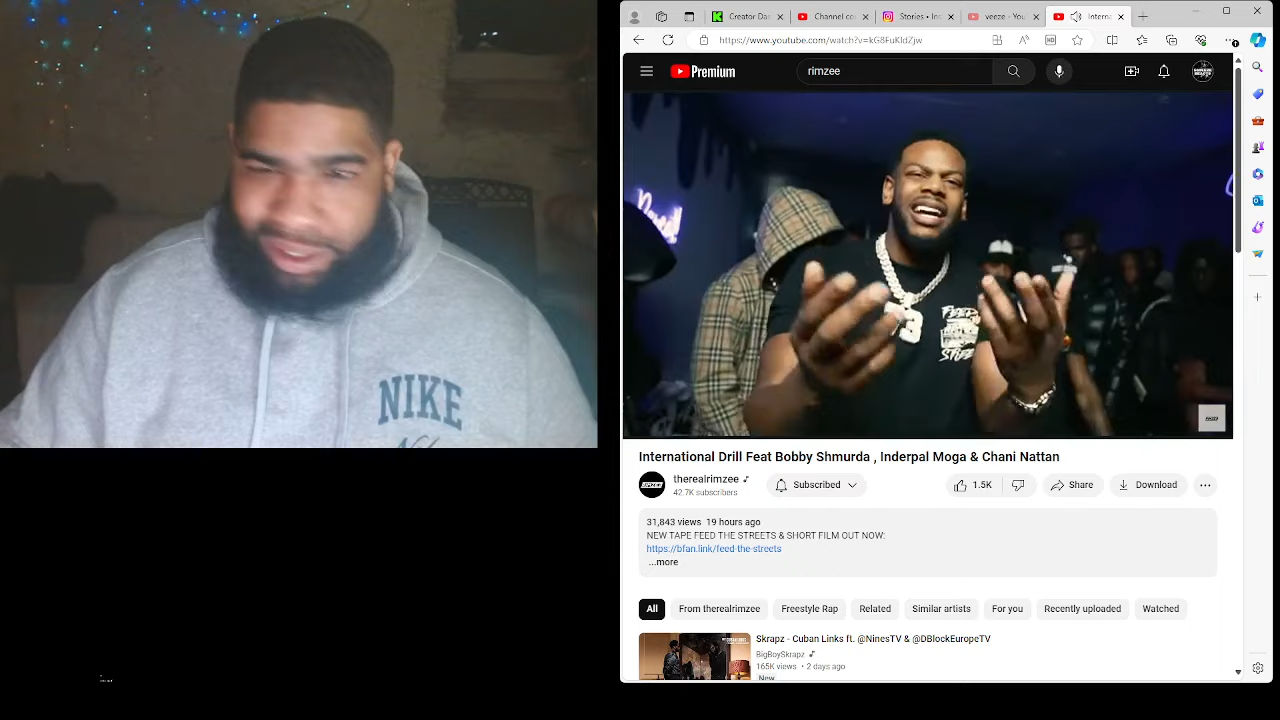 Creator Da
Channel co
Stories • In
veeze - You
Interna
https://www.youtube.com/watch?v=kG8FuKldZjw
Premium
rimzee
NIKE
73
FEED
STREE
International Drill Feat Bobby Shmurda , Inderpal Moga & Chani Nattan
therealrimzee
42.7K subscribers
Subscribed
1.5K
Share
Download
31,843 views 19 hours ago
NEW TAPE FEED THE STREETS & SHORT FILM OUT NOW:
https://bfan.link/feed-the-streets
...more
All
From therealrimzee
Freestyle Rap
Related
Similar artists
For you
Recently uploaded
Watched
Skrapz - Cuban Links ft. @NinesTV & @DBlockEuropeTV
BigBoySkrapz
165K views • 2 days ago
New